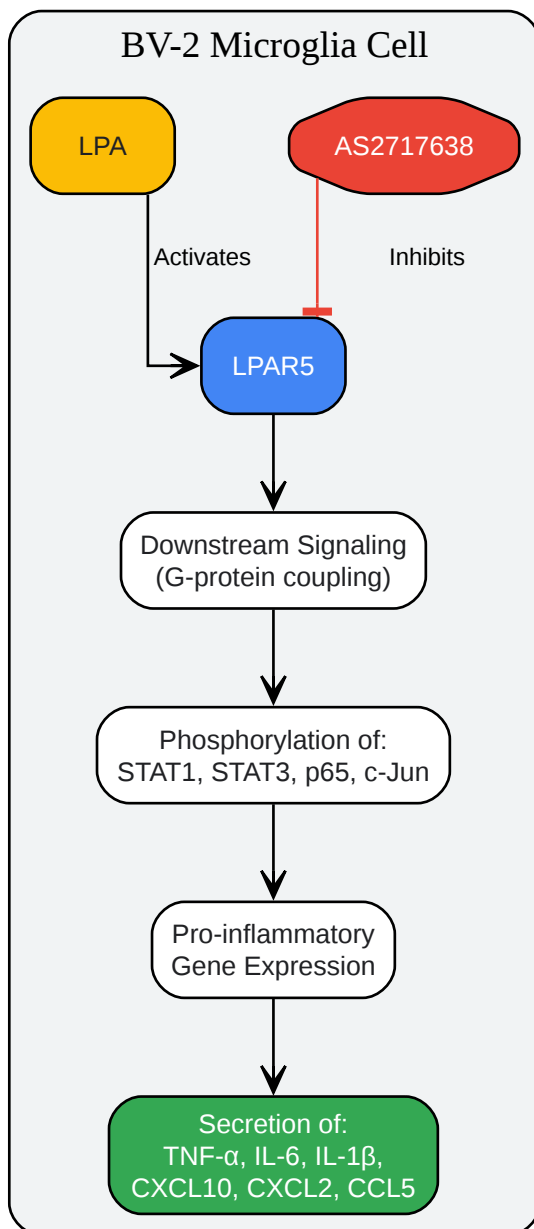 BV-2 Microglia Cell
LPA
AS2717638
Activates
Inhibits
LPAR5
Downstream Signaling
(G-protein coupling)
Phosphorylation of:
STAT1, STAT3, p65, c-Jun
Pro-inflammatory
Gene Expression
Secretion of:
TNF-α, IL-6, IL-1β,
CXCL10, CXCL2, CCL5